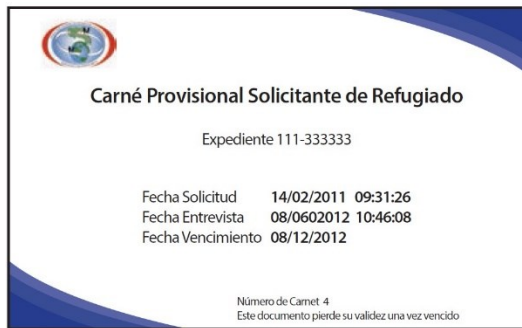 Carné Provisional Solicitante de Refugiado
Expediente 111-333333
Fecha Solicitud 14/02/2011 09:31:26
Fecha Entrevista 08/0602012 10:46:08
Fecha Vencimiento 08/12/2012
Número de Carnet 4
Este documento pierde su validez una vez vencido